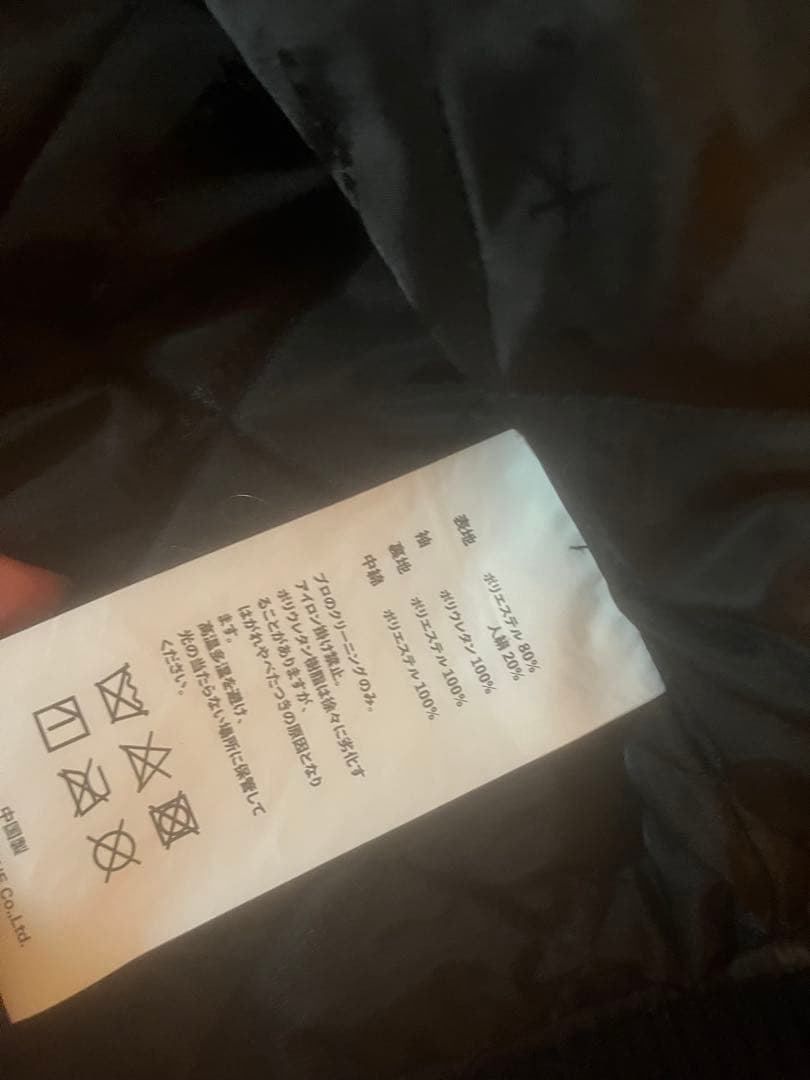 表地 ポリエステル 80%
人絹 20%
袖 ポリウレタン 100%
裏地 ポリエステル 100%
中綿 ポリエステル 100%
プロのクリーニングのみ。
アイロン掛け禁止。
ポリウレタン樹脂は徐々に劣化す
ることがありますが、
はがれやべたつきの原因となり
ます。
高温多湿を避け、
光の当たらない場所に保管して
ください。
中国製
Co.,Ltd.